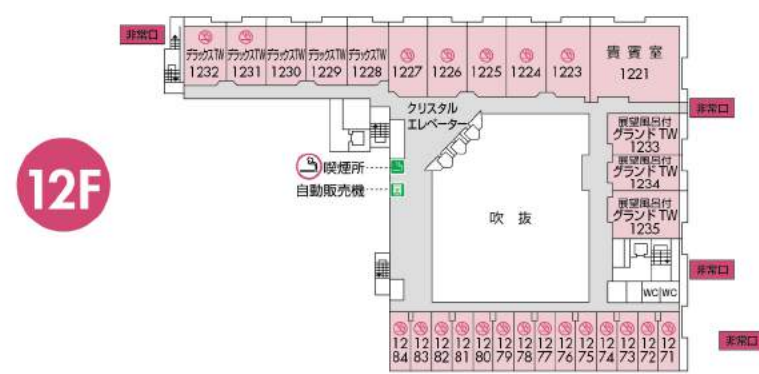 非常口
デラックスTW
1232
デラックスTW
1231
デラックスTW
1230
デラックスTW
1229
デラックスTW
1228
1227
1226
1225
1224
1223
貴賓室
1221
クリスタル
エレベーター
非常口
展望風呂付
グランドTW
1233
展望風呂付
グランドTW
1234
展望風呂付
グランドTW
1235
12F
喫煙所
自動販売機
吹抜
非常口
WC
WC
非常口
1284
1283
1282
1281
1280
1279
1278
1277
1276
1275
1274
1273
1272
1271